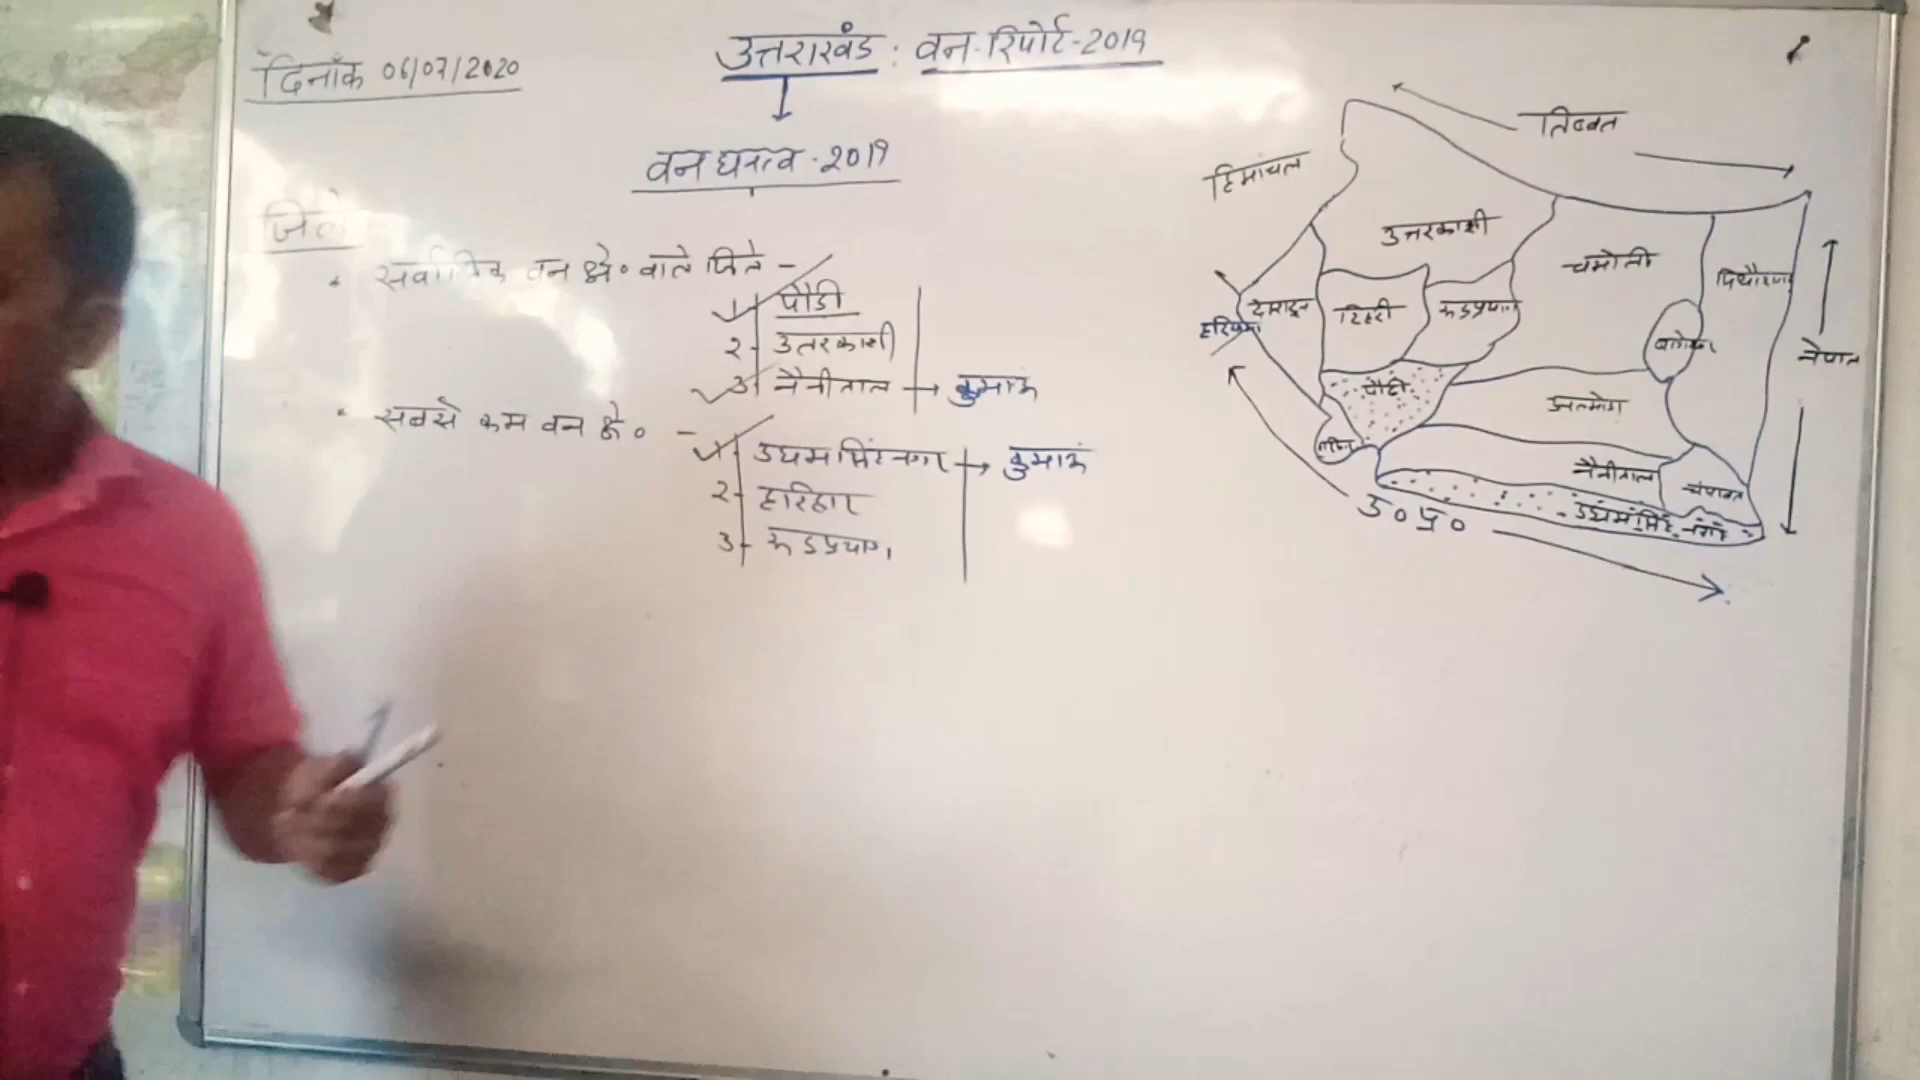 दिनाँक 06/07/2020
उत्तराखंड : वन-रिपोर्ट-2019
वन घनत्व-2019
जिले
सर्वाधिक वन क्षे० वाले जिले -
1- पौडी
2- उत्तरकाशी
3- नैनीताल → कुमाऊं
सबसे कम वन क्षे० -
1- उधमसिंहनगर → कुमाऊं
2- हरिद्वार
3- रूद्रप्रयाग
तिब्बत
हिमांचल
उत्तरकाशी
चमोली
पिथौरागढ
देहरादून
टिहरी
रूद्रप्रयाग
हरियाणा
बागेश्वर
नेपाल
पौडी
अल्मोडा
हरिद्वार
नैनीताल
चंपावत
उ० प्र०
उधमसिंह नगर